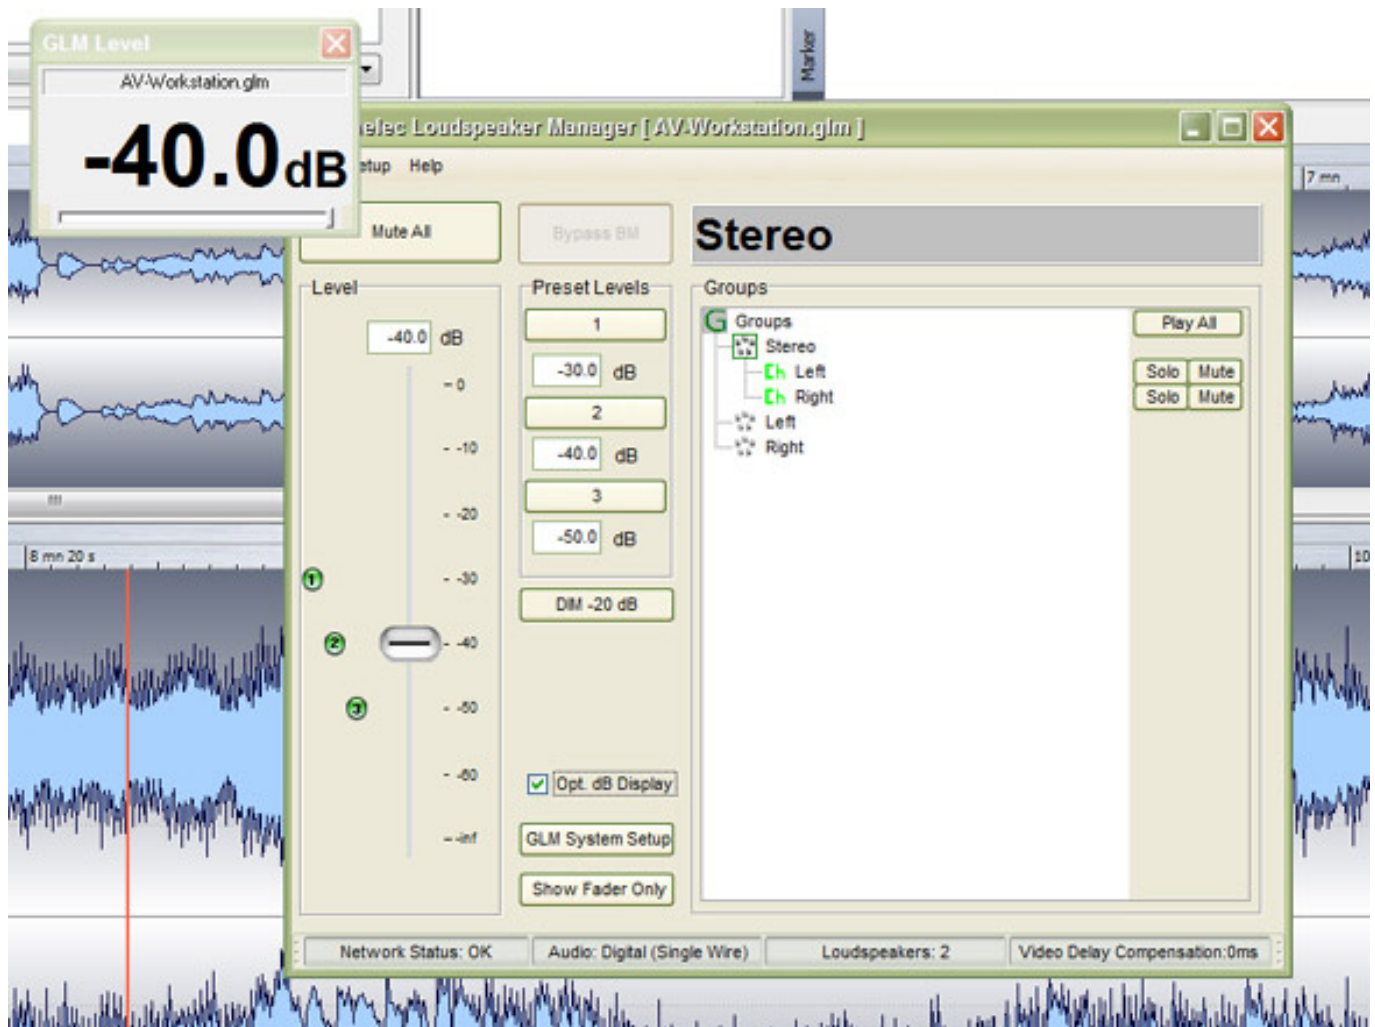 GLM Level
AV-Workstation.glm
-40.0dB
Marker
elec Loudspeaker Manager [ AV-Workstation.glm ]
etup Help
7 mn
Mute All
Bypass BM
Stereo
Level
Preset Levels
Groups
-40.0 dB
1
Groups
Play All
Stereo
- 0
-30.0 dB
Left
Solo Mute
2
Right
Solo Mute
Left
- -10
-40.0 dB
Right
3
- -20
-50.0 dB
8 mn 20 s
10
1
- -30
DIM -20 dB
2
- -40
3
- -50
- -60
Opt. dB Display
- -inf
GLM System Setup
Show Fader Only
Network Status: OK
Audio: Digital (Single Wire)
Loudspeakers: 2
Video Delay Compensation:0ms